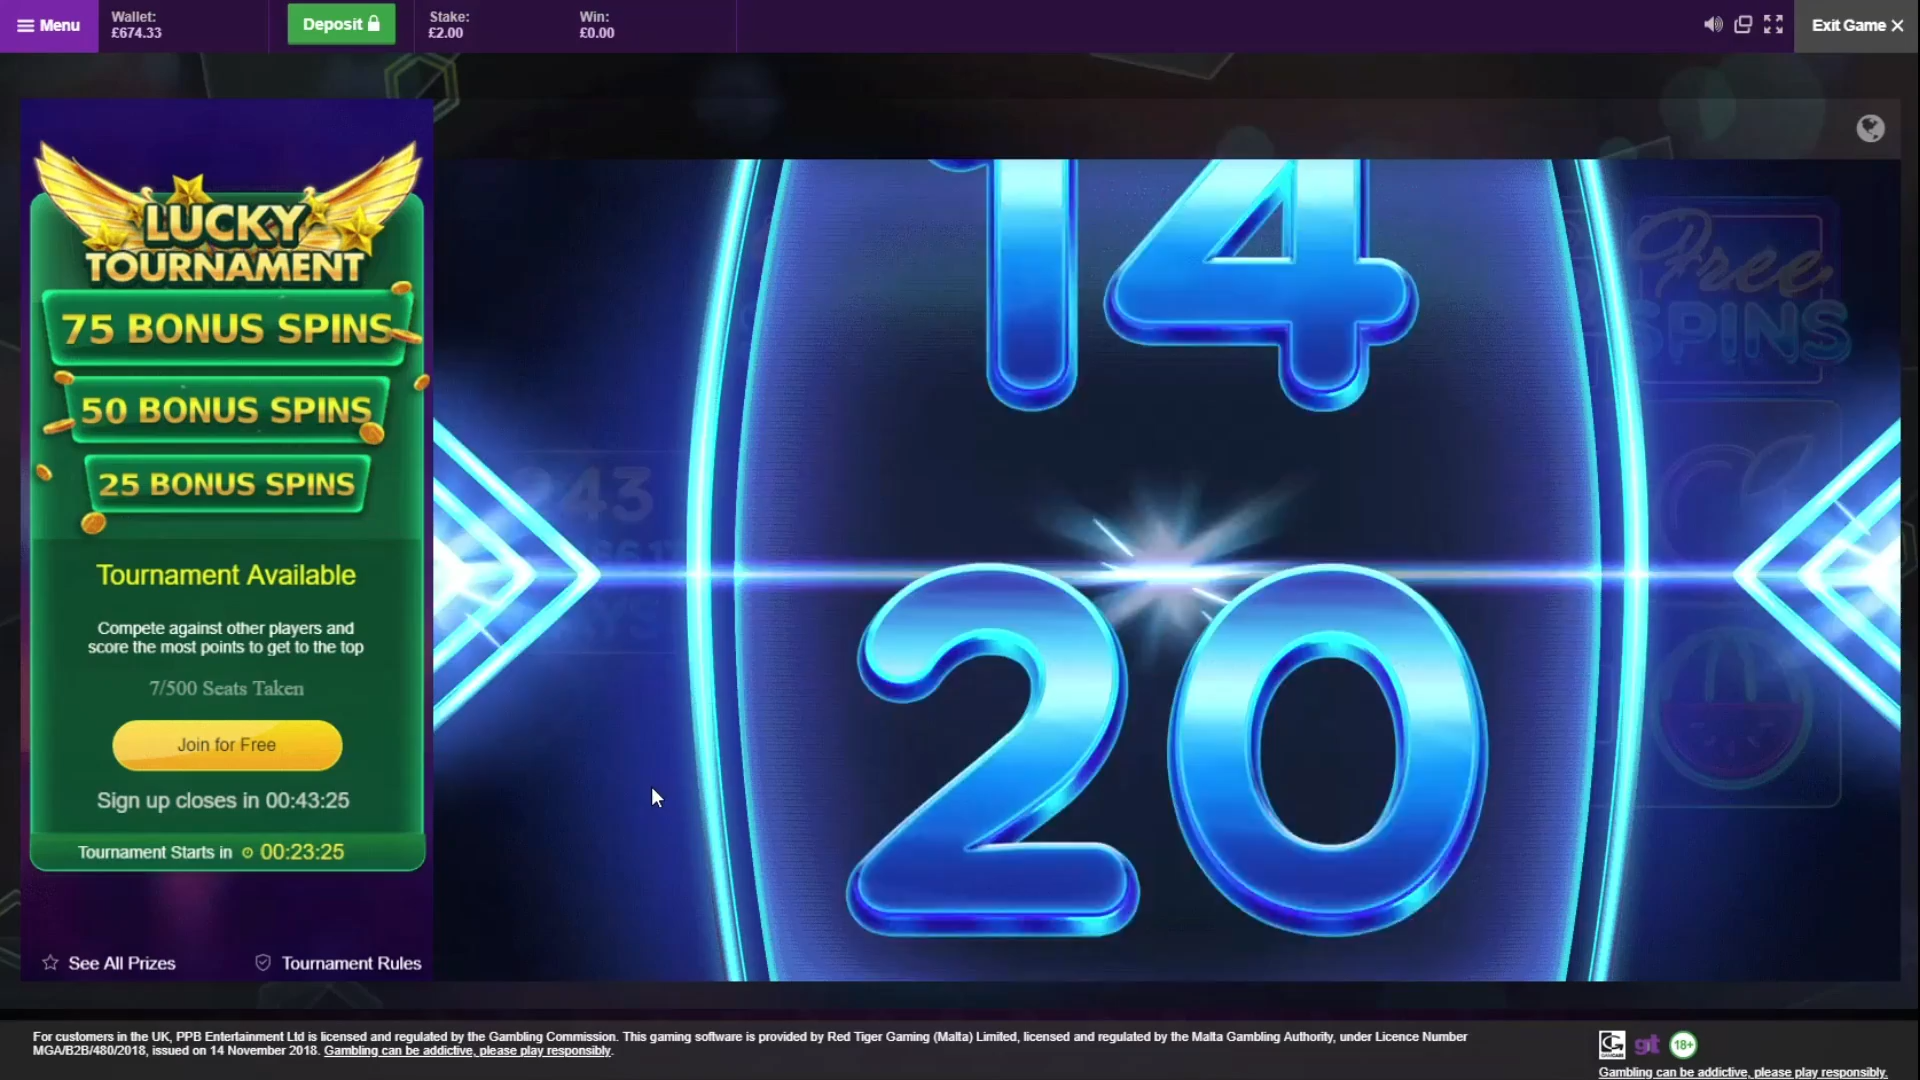 Menu
Wallet:
£674.33
Deposit
Stake:
£2.00
Win:
£0.00
Exit Game
LUCKY
TOURNAMENT
75 BONUS SPINS
50 BONUS SPINS
25 BONUS SPINS
Tournament Available
Compete against other players and
score the most points to get to the top
7/500 Seats Taken
Join for Free
Sign up closes in 00:43:25
Tournament Starts in 00:23:25
See All Prizes
Tournament Rules
14
20
Free
SPINS
243
For customers in the UK, PPB Entertainment Ltd is licensed and regulated by the Gambling Commission. This gaming software is provided by Red Tiger Gaming (Malta) Limited, licensed and regulated by the Malta Gambling Authority, under Licence Number
MGA/B2B/480/2018, issued on 14 November 2018. Gambling can be addictive, please play responsibly.
gt
18+
Gambling can be addictive, please play responsibly.